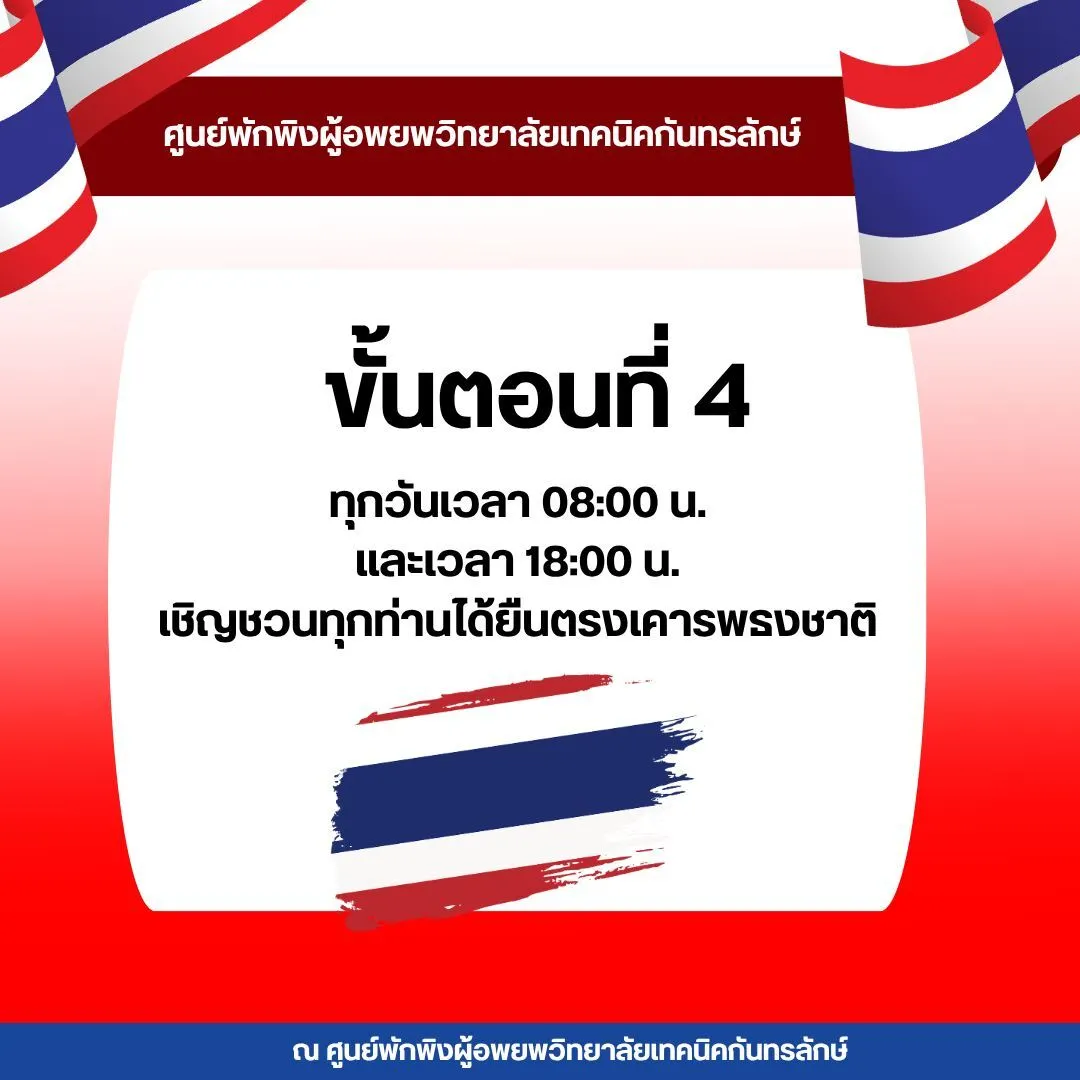 ศูนย์พักพิงผู้อพยพวิทยาลัยเทคนิคกันทรลักษ์
ขั้นตอนที่ 4
ทุกวันเวลา 08:00 น.
และเวลา 18:00 น.
เชิญชวนทุกท่านได้ยืนตรงเคารพธงชาติ
ณ ศูนย์พักพิงผู้อพยพวิทยาลัยเทคนิคกันทรลักษ์